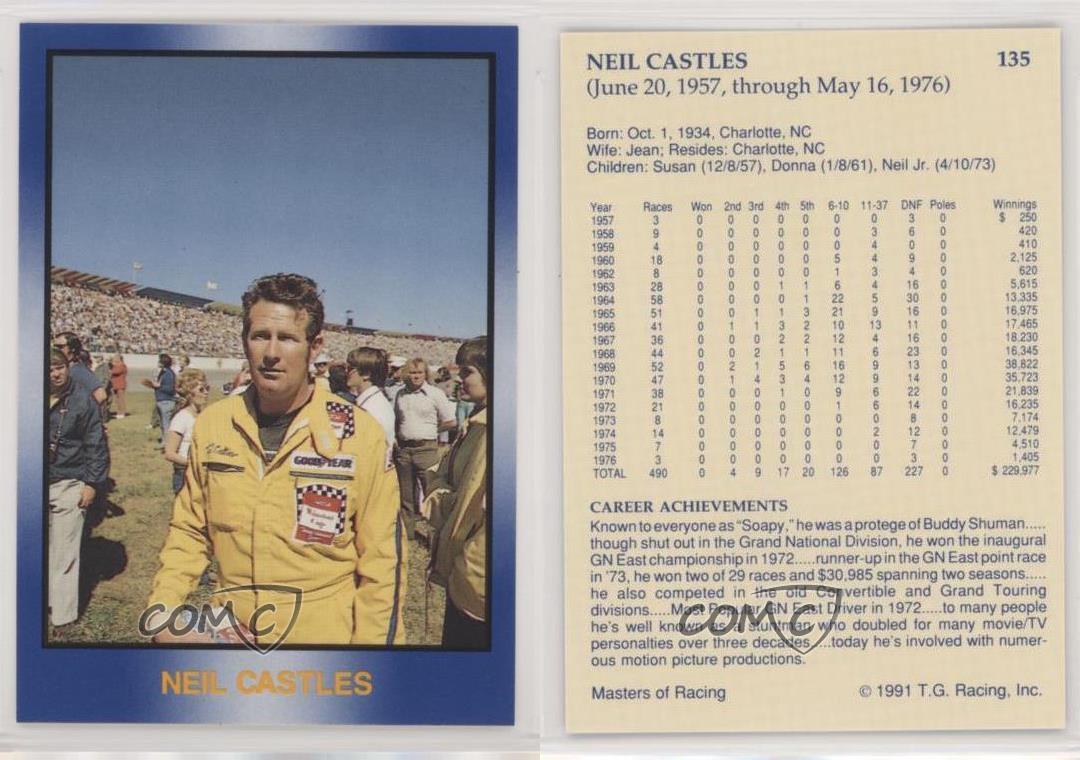 GOODYEAR
Winston Cup
NEIL CASTLES
COMC
NEIL CASTLES 135
(June 20, 1957, through May 16, 1976)
Born: Oct. 1, 1934, Charlotte, NC
Wife: Jean; Resides: Charlotte, NC
Children: Susan (12/8/57), Donna (1/8/61), Neil Jr. (4/10/73)
Year Races Won 2nd 3rd 4th 5th 6-10 11-37 DNF Poles Winnings
1957 3 0 0 0 0 0 0 0 3 0 $ 250
1958 9 0 0 0 0 0 0 3 6 0 420
1959 4 0 0 0 0 0 0 4 0 0 410
1960 18 0 0 0 0 0 5 4 9 0 2,125
1962 8 0 0 0 0 0 1 3 4 0 620
1963 28 0 0 0 1 1 6 4 16 0 5,615
1964 58 0 0 0 0 1 22 5 30 0 13,335
1965 51 0 0 1 1 3 21 9 16 0 16,975
1966 41 0 1 1 3 2 10 13 11 0 17,465
1967 36 0 0 0 2 2 12 4 16 0 18,230
1968 44 0 0 2 1 1 11 6 23 0 16,345
1969 52 0 2 1 5 6 16 9 13 0 38,822
1970 47 0 1 4 3 4 12 9 14 0 35,723
1971 38 0 0 0 1 0 9 6 22 0 21,839
1972 21 0 0 0 0 0 1 6 14 0 16,235
1973 8 0 0 0 0 0 0 0 8 0 7,174
1974 14 0 0 0 0 0 0 2 12 0 12,479
1975 7 0 0 0 0 0 0 0 7 0 4,510
1976 3 0 0 0 0 0 0 0 3 0 1,405
TOTAL 490 0 4 9 17 20 126 87 227 0 $ 229,977
CAREER ACHIEVEMENTS
Known to everyone as "Soapy," he was a protege of Buddy Shuman.....
though shut out in the Grand National Division, he won the inaugural
GN East championship in 1972.....runner-up in the GN East point race
in '73, he won two of 29 races and $30,985 spanning two seasons.....
he also competed in the old Convertible and Grand Touring
divisions.....Most Popular GN East Driver in 1972.....to many people
he's well known as a stuntman who doubled for many movie/TV
personalties over three decades.....today he's involved with numer-
ous motion picture productions.
COMC
Masters of Racing © 1991 T.G. Racing, Inc.